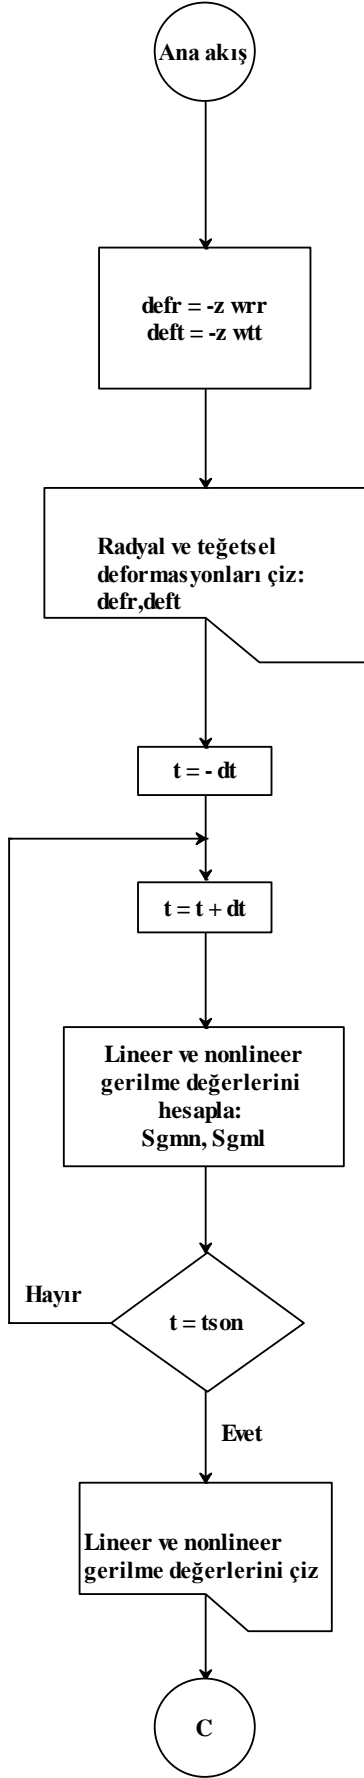 Ana akış
defr = -z wrr
deft = -z wtt
Radyal ve teğetsel
deformasyonları çiz:
defr,deft
t = - dt
t = t + dt
Lineer ve nonlineer
gerilme değerlerini
hesapla:
Sgmn, Sgml
Hayır
t = tson
Evet
Lineer ve nonlineer
gerilme değerlerini çiz
C